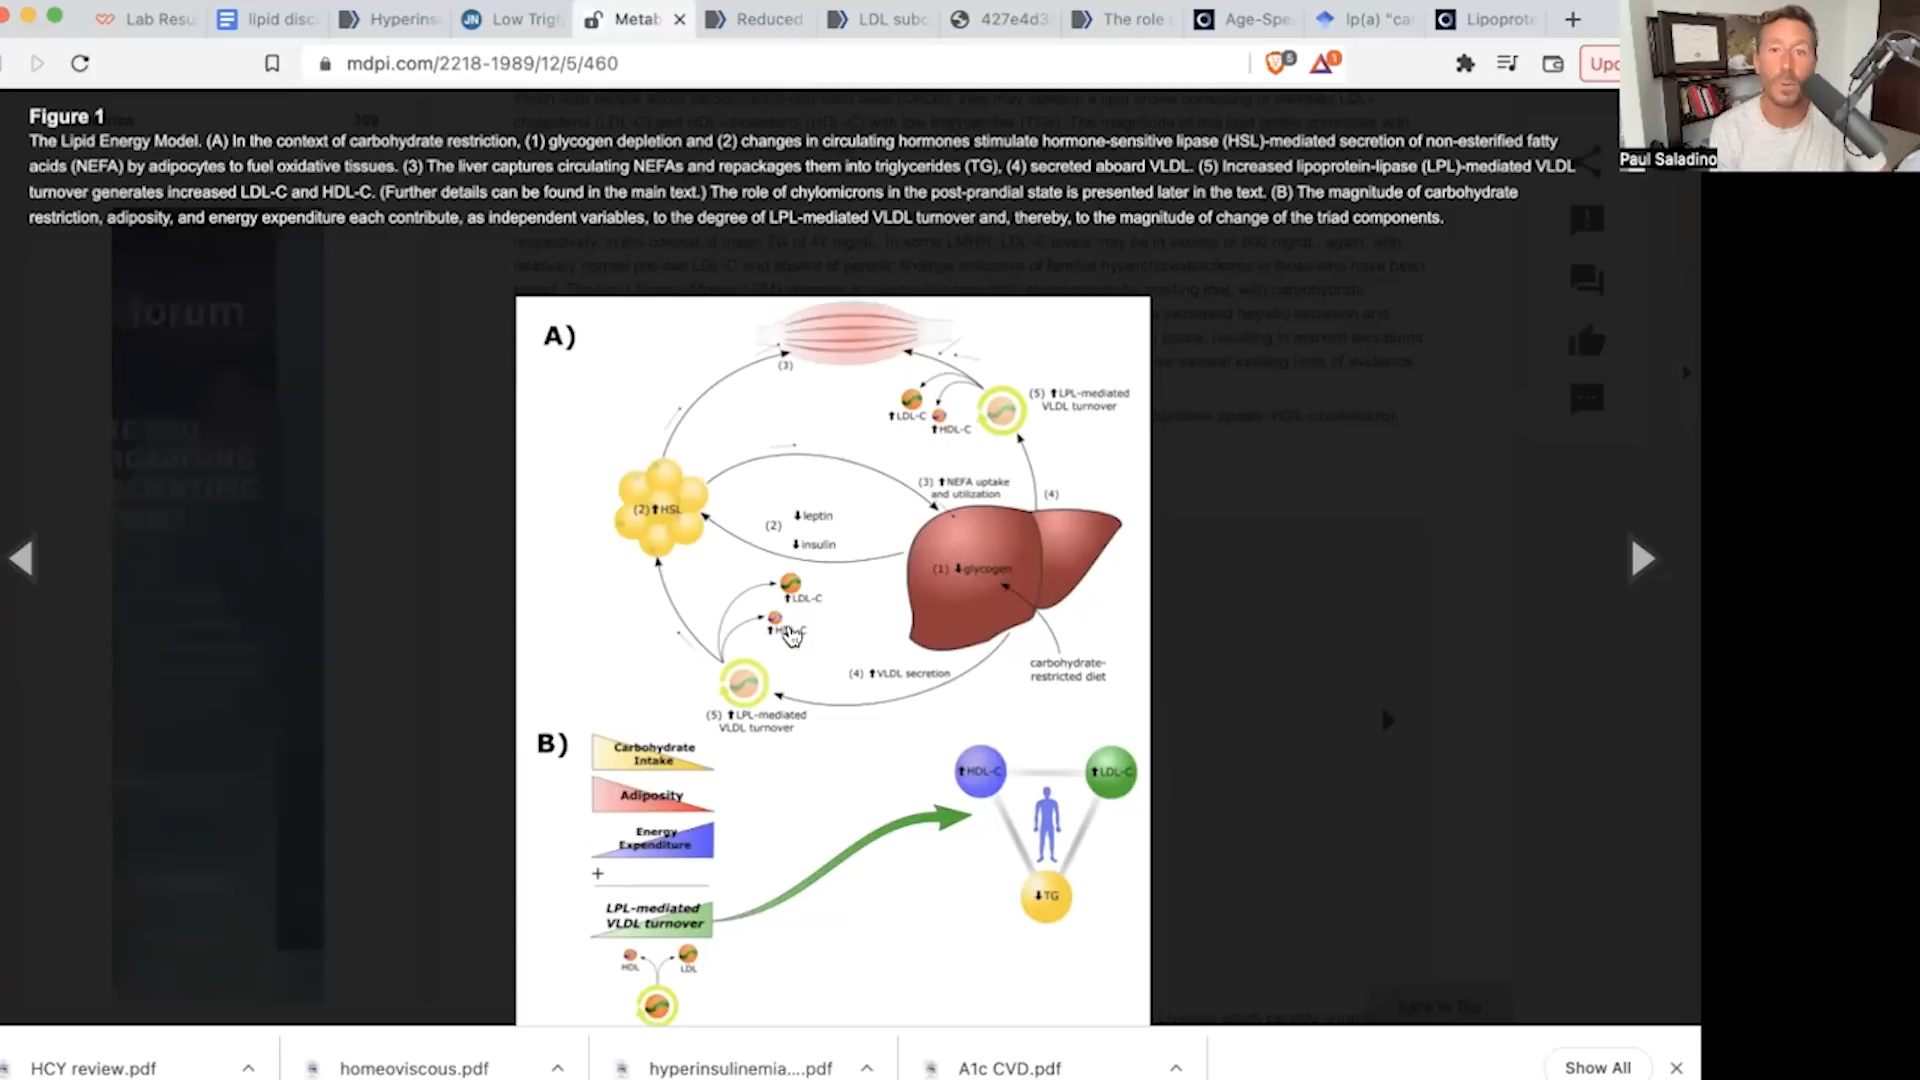 Lab Resu
lipid disc
Hyperins
Low Trigl
Metab
Reduced
LDL subc
427e4d3
The role
Age-Spe
lp(a) "ca
Lipoprote
mdpi.com/2218-1989/12/5/460
Paul Saladino
Figure 1
The Lipid Energy Model. (A) In the context of carbohydrate restriction, (1) glycogen depletion and (2) changes in circulating hormones stimulate hormone-sensitive lipase (HSL)-mediated secretion of non-esterified fatty
acids (NEFA) by adipocytes to fuel oxidative tissues. (3) The liver captures circulating NEFAs and repackages them into triglycerides (TG), (4) secreted aboard VLDL. (5) Increased lipoprotein-lipase (LPL)-mediated VLDL
turnover generates increased LDL-C and HDL-C. (Further details can be found in the main text.) The role of chylomicrons in the post-prandial state is presented later in the text. (B) The magnitude of carbohydrate
restriction, adiposity, and energy expenditure each contribute, as independent variables, to the degree of LPL-mediated VLDL turnover and, thereby, to the magnitude of change of the triad components.
forum
A)
(3)
(5) ⬆LPL-mediated
VLDL turnover
⬆LDL-C
⬆HDL-C
(3) ⬆NEFA uptake
and utilization
(4)
(2)⬆HSL
(2)
⬇leptin
⬇insulin
(1) ⬇glycogen
⬆LDL-C
carbohydrate-
restricted diet
(4) ⬆VLDL secretion
(5) ⬆LPL-mediated
VLDL turnover
B)
Carbohydrate
Intake
Adiposity
Energy
Expenditure
+
LPL-mediated
VLDL turnover
HDL
LDL
⬆HDL-C
⬆LDL-C
⬇TG
Back to Top
HCY review.pdf
homeoviscous.pdf
hyperinsulinemia....pdf
A1c CVD.pdf
Show All